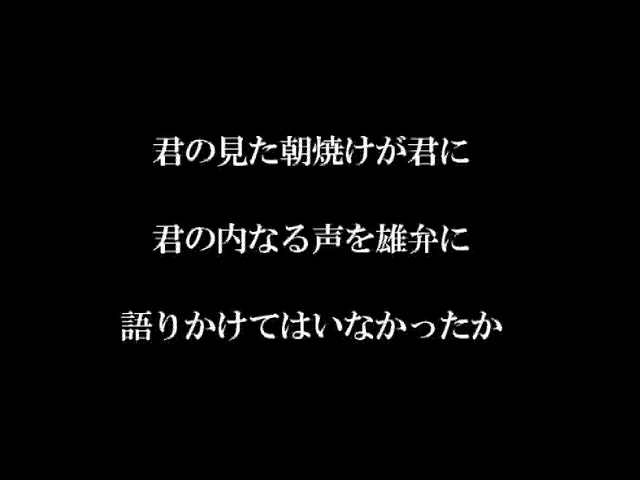 君の見た朝焼けが君に
君の内なる声を雄弁に
語りかけてはいなかったか